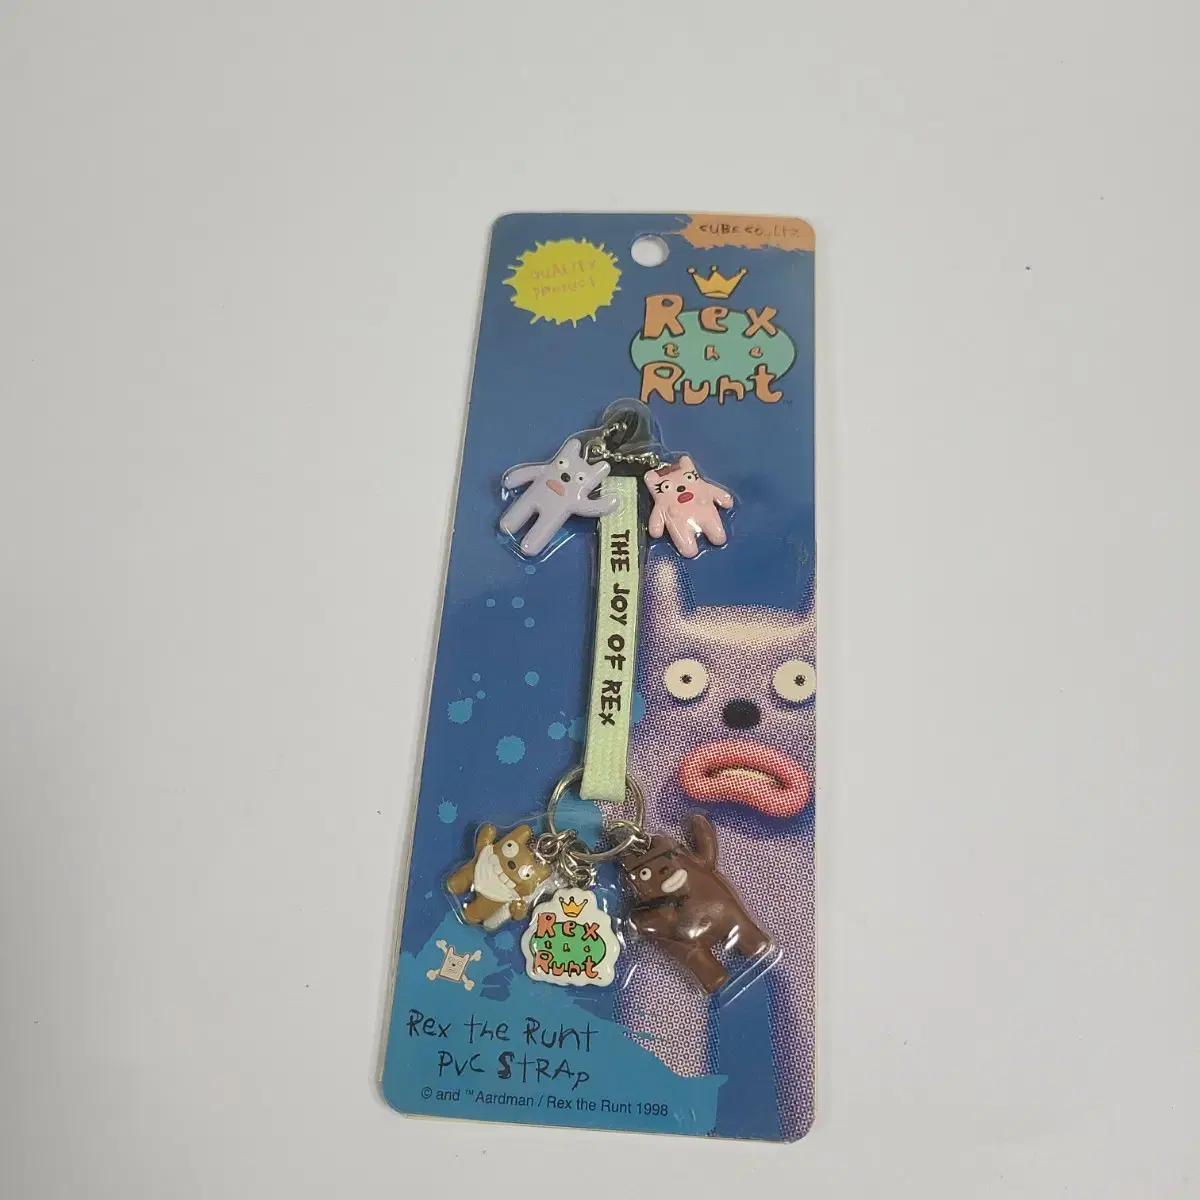 CUBE CO., Ltd.
QUALITY
PRODUCT
Rex
the
Runt
THE JOY OF REX
Rex
the
Runt
Rex the Runt
PVC STRAP
© and ™ Aardman / Rex the Runt 1998